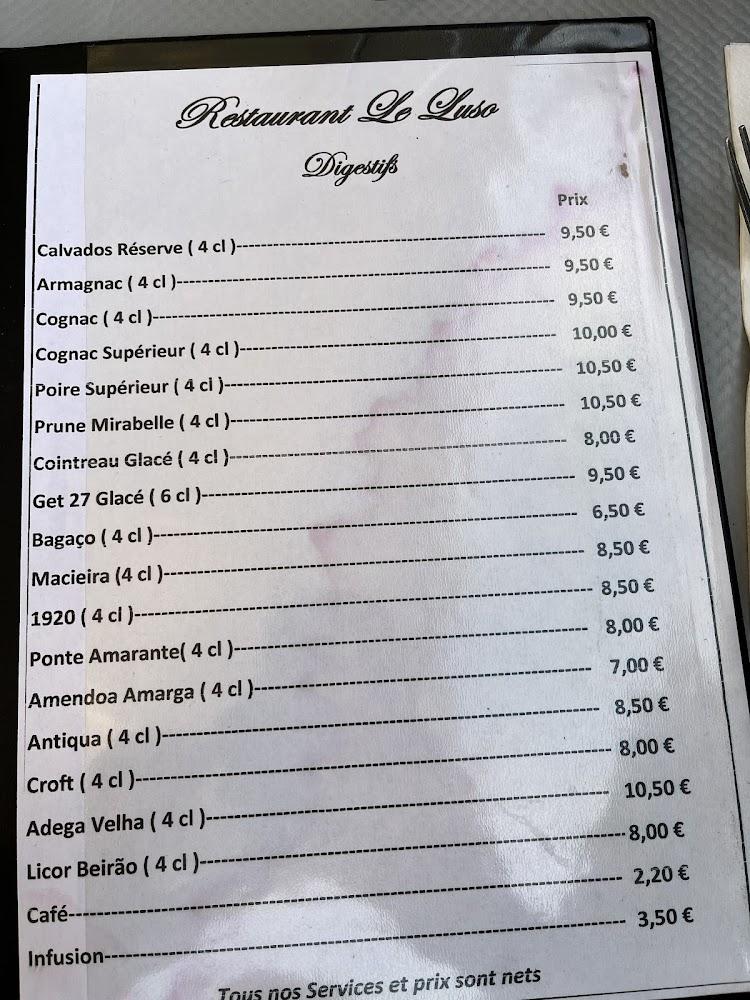 Restaurant Le Luso
Digestifs
Prix
Calvados Réserve ( 4 cl )------------------------------ 9,50 €
Armagnac ( 4 cl )------------------------------ 9,50 €
Cognac ( 4 cl )------------------------------ 9,50 €
Cognac Supérieur ( 4 cl )------------------------------ 10,00 €
Poire Supérieur ( 4 cl )------------------------------ 10,50 €
Prune Mirabelle ( 4 cl )------------------------------ 10,50 €
Cointreau Glacé ( 4 cl )------------------------------ 8,00 €
Get 27 Glacé ( 6 cl )------------------------------ 9,50 €
Bagaço ( 4 cl )------------------------------ 6,50 €
Macieira (4 cl )------------------------------ 8,50 €
1920 ( 4 cl )------------------------------ 8,50 €
Ponte Amarante( 4 cl )------------------------------ 8,00 €
Amendoa Amarga ( 4 cl )------------------------------ 7,00 €
Antiqua ( 4 cl )------------------------------ 8,50 €
Croft ( 4 cl )------------------------------ 8,00 €
Adega Velha ( 4 cl )------------------------------ 10,50 €
Licor Beirão ( 4 cl )------------------------------ 8,00 €
Café------------------------------ 2,20 €
Infusion------------------------------ 3,50 €
Tous nos Services et prix sont nets